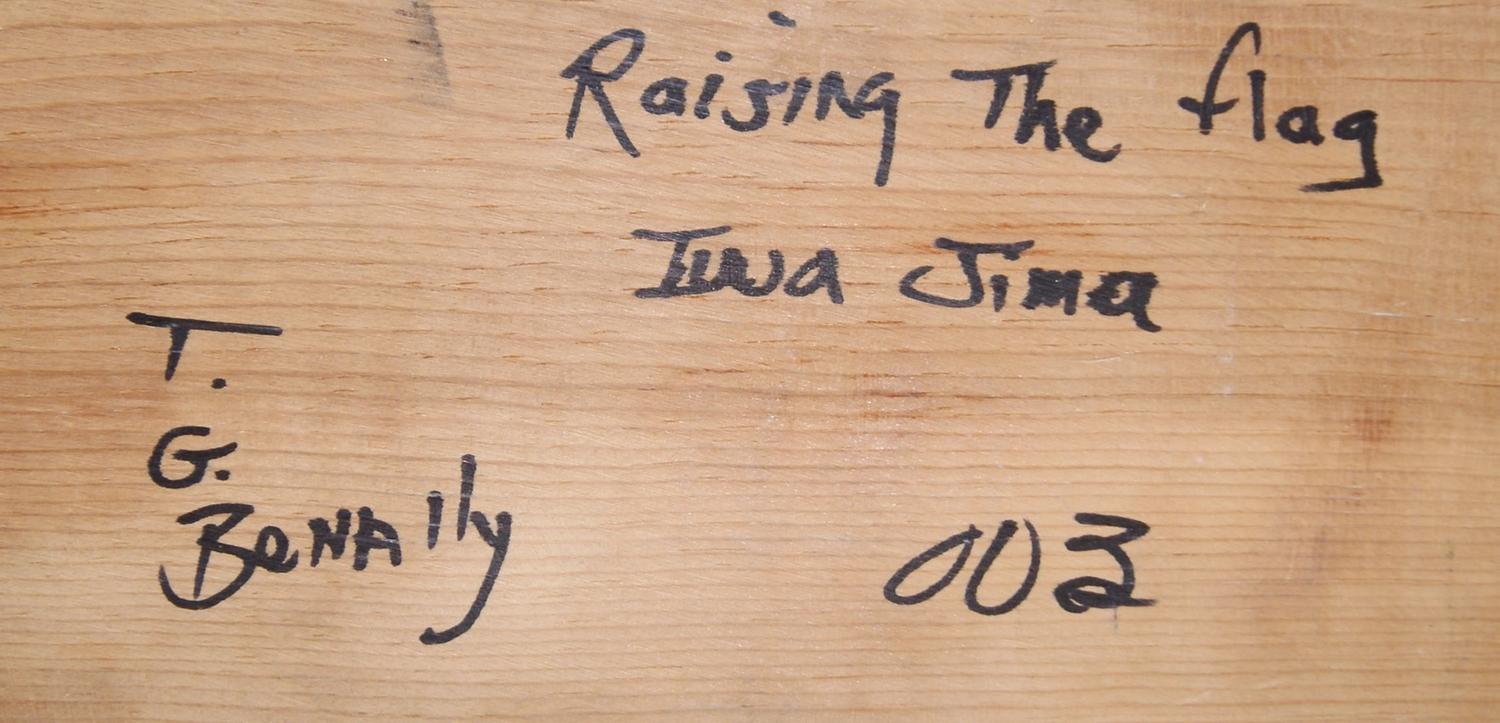 Raising The flag
Iwa Jima
T.
G.
BeNAlly
003